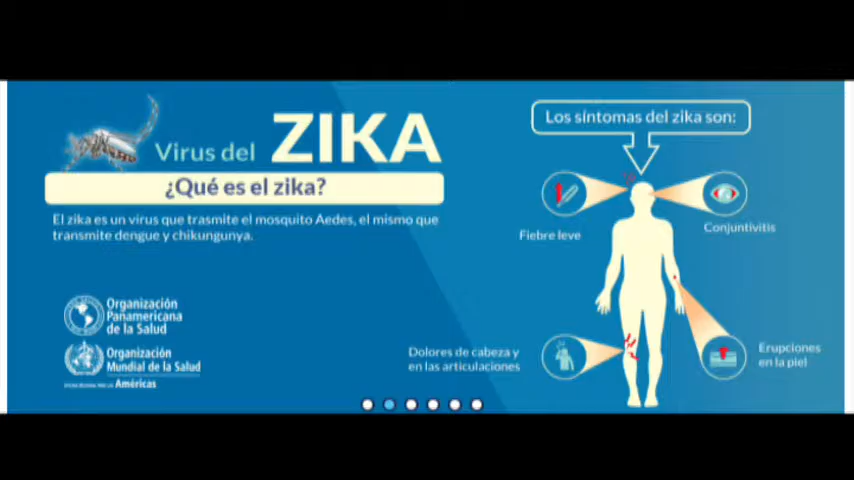 Virus del ZIKA
¿Qué es el zika?
El zika es un virus que trasmite el mosquito Aedes, el mismo que
transmite dengue y chikungunya.
Organización
Panamericana
de la Salud
Organización
Mundial de la Salud
Américas
Los síntomas del zika son:
Fiebre leve
Conjuntivitis
Dolores de cabeza y
en las articulaciones
Erupciones
en la piel